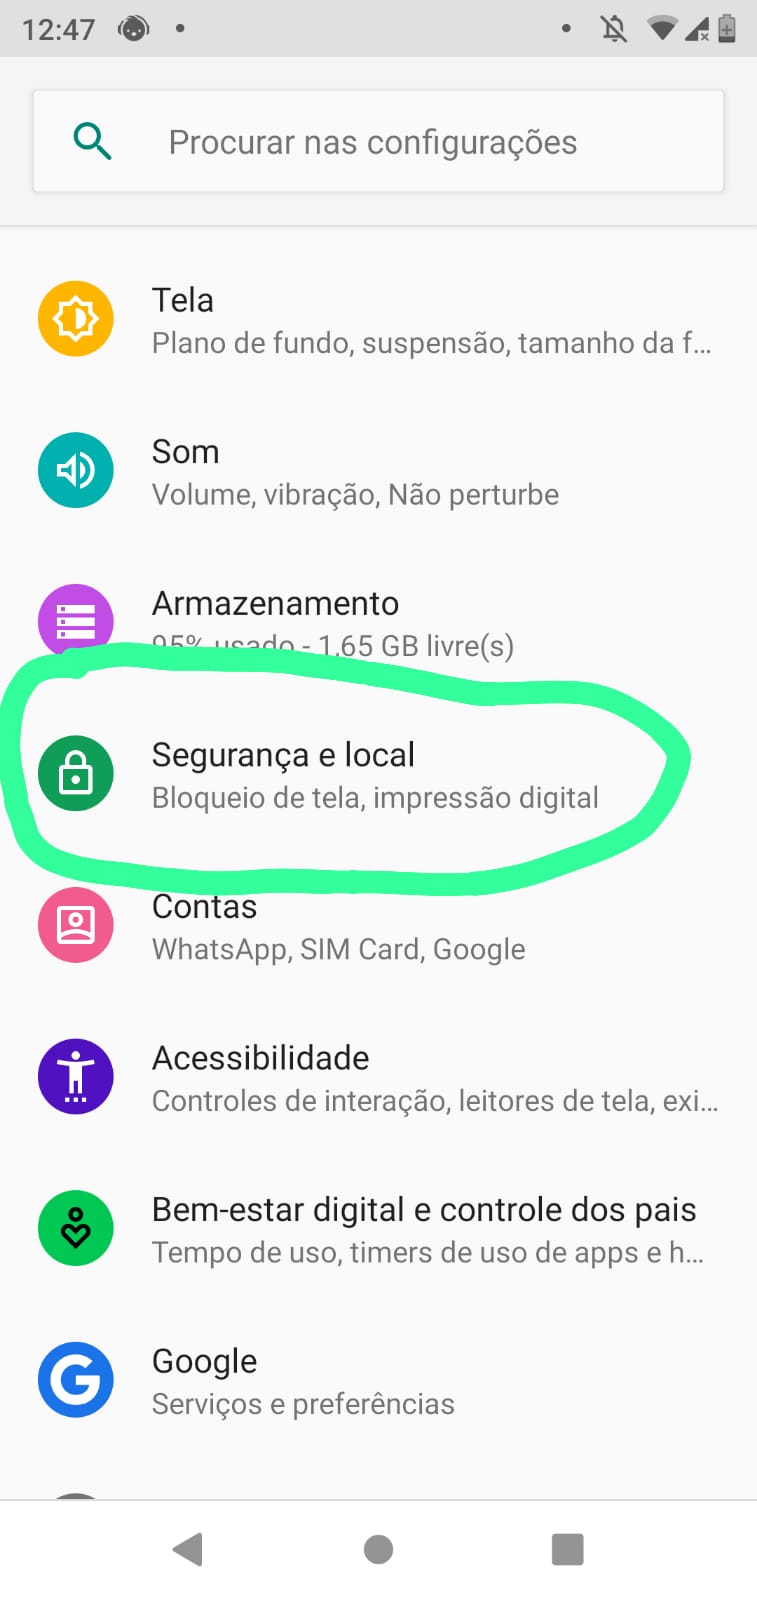 12:47
Procurar nas configurações
Tela
Plano de fundo, suspensão, tamanho da f...
Som
Volume, vibração, Não perturbe
Armazenamento
95% usado - 1,65 GB livre(s)
Segurança e local
Bloqueio de tela, impressão digital
Contas
WhatsApp, SIM Card, Google
Acessibilidade
Controles de interação, leitores de tela, exi...
Bem-estar digital e controle dos pais
Tempo de uso, timers de uso de apps e h...
Google
Serviços e preferências